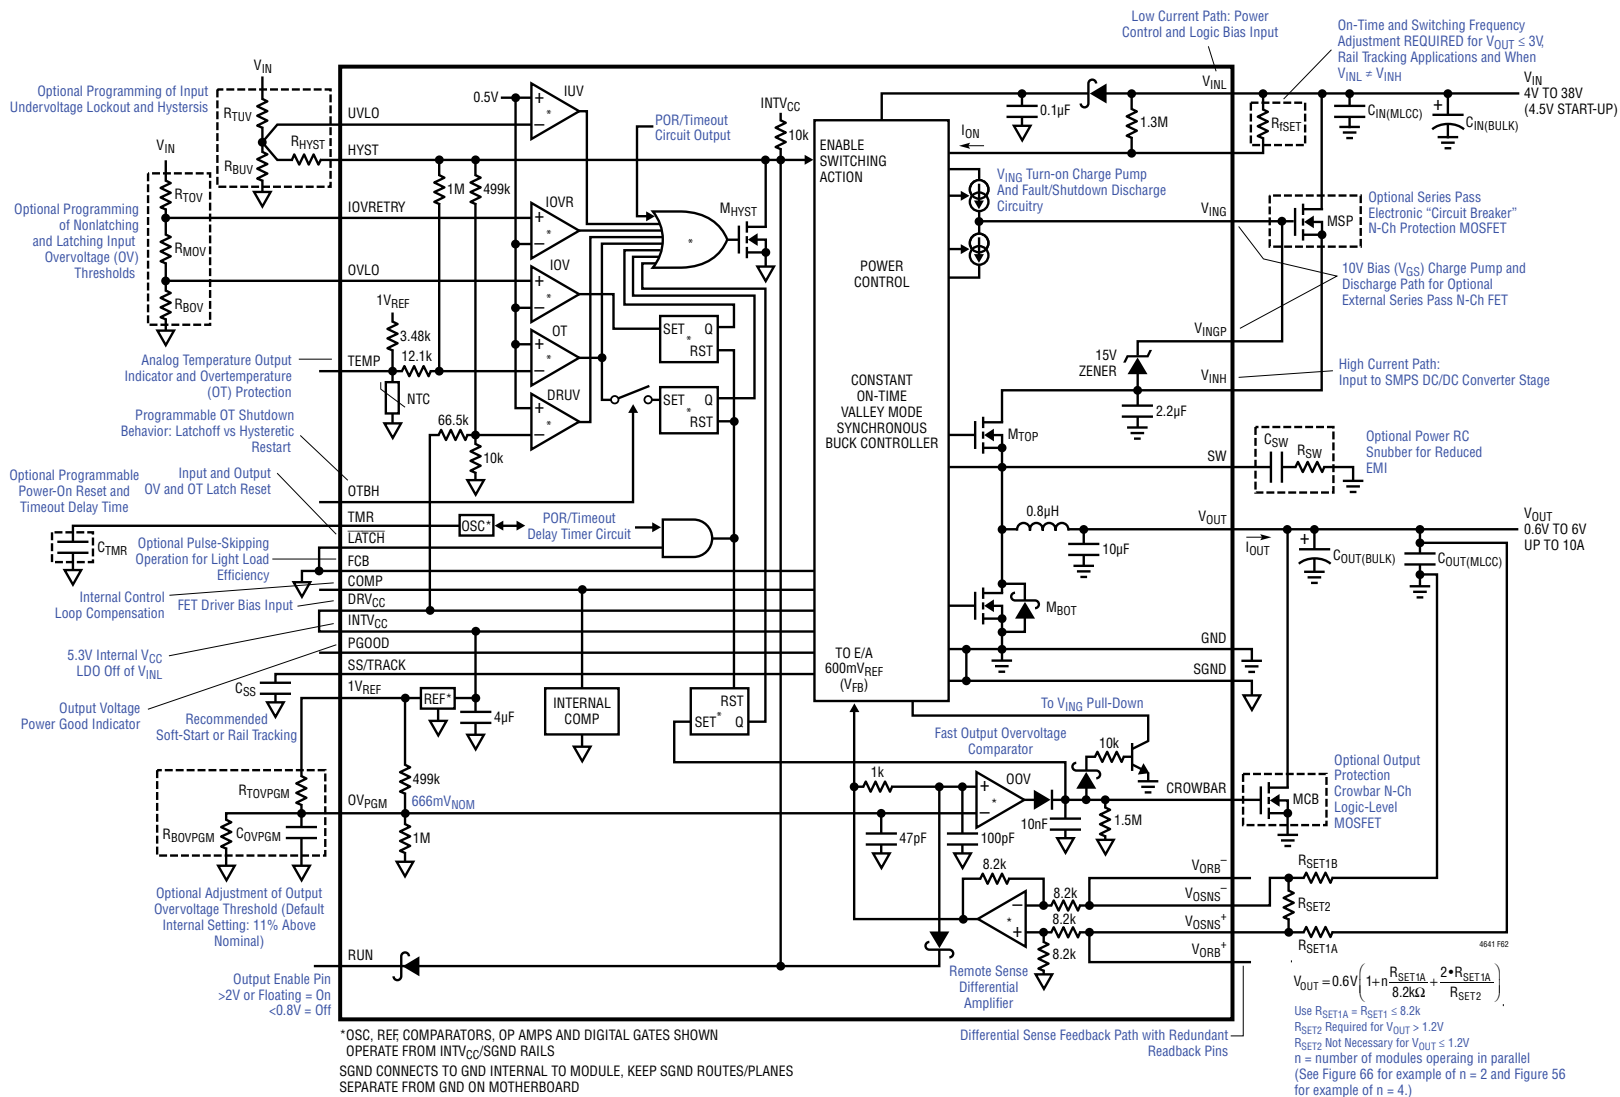 Low Current Path: Power
Control and Logic Bias Input
On-Time and Switching Frequency
Adjustment REQUIRED for VOUT ≤ 3V,
Rail Tracking Applications and When
VINL ≠ VINH
Optional Programming of Input
Undervoltage Lockout and Hystersis
VIN
RTUV
RBUV
RHYST
UVLO
HYST
0.5V
IUV
POR/Timeout
Circuit Output
INTVCC
10k
ENABLE
SWITCHING
ACTION
0.1µF
1.3M
ION
VINL
RfSET
CIN(MLCC)
CIN(BULK)
VIN
4V TO 38V
(4.5V START-UP)
VIN
RTOV
RMOV
RBOV
Optional Programming
of Nonlatching
and Latching Input
Overvoltage (OV)
Thresholds
IOVRETRY
OVLO
1M
499k
IOVR
IOV
OT
DRUV
MHYST
VING Turn-on Charge Pump
And Fault/Shutdown Discharge
Circuitry
VING
MSP
Optional Series Pass
Electronic “Circuit Breaker”
N-Ch Protection MOSFET
POWER
CONTROL
10V Bias (VGS) Charge Pump and
Discharge Path for Optional
External Series Pass N-Ch FET
1VREF
3.48k
12.1k
TEMP
NTC
Analog Temperature Output
Indicator and Overtemperature
(OT) Protection
SET
Q
RST
SET
Q
RST
VINGP
15V
ZENER
VINH
2.2µF
High Current Path:
Input to SMPS DC/DC Converter Stage
CONSTANT
ON-TIME
VALLEY MODE
SYNCHRONOUS
BUCK CONTROLLER
Programmable OT Shutdown
Behavior: Latchoff vs Hysteretic
Restart
66.5k
10k
MTOP
SW
CSW
RSW
Optional Power RC
Snubber for Reduced
EMI
Optional Programmable
Power-On Reset and
Timeout Delay Time
Input and Output
OV and OT Latch Reset
OTBH
TMR
OSC*
POR/Timeout
Delay Timer Circuit
LATCH
CTMR
0.8µH
10µF
VOUT
IOUT
COUT(BULK)
COUT(MLCC)
VOUT
0.6V TO 6V
UP TO 10A
Optional Pulse-Skipping
Operation for Light Load
Efficiency
FCB
COMP
Internal Control
Loop Compensation
FET Driver Bias Input
DRVCC
INTVCC
5.3V Internal VCC
LDO Off of VINL
PGOOD
SS/TRACK
CSS
1VREF
REF*
4µF
INTERNAL
COMP
Output Voltage
Power Good Indicator
Recommended
Soft-Start or Rail Tracking
MBOT
GND
SGND
TO E/A
600mVREF
(VFB)
RST
SET*
Q
To VING Pull-Down
Fast Output Overvoltage
Comparator
10k
1k
OOV
10nF
1.5M
CROWBAR
MCB
Optional Output
Protection
Crowbar N-Ch
Logic-Level
MOSFET
RTOVPGM
RBOVPGM
COVPGM
499k
OVPGM
666mVNOM
1M
47pF
100pF
Optional Adjustment of Output
Overvoltage Threshold (Default
Internal Setting: 11% Above
Nominal)
8.2k
8.2k
8.2k
8.2k
VORB−
VOSNS−
VOSNS+
VORB+
RSET1B
RSET2
RSET1A
4641 F62
RUN
Output Enable Pin
>2V or Floating = On
<0.8V = Off
Remote Sense
Differential
Amplifier
Differential Sense Feedback Path with Redundant
Readback Pins
VOUT = 0.6V(1+n RSET1A/8.2kΩ + 2•RSET1A/RSET2).
Use RSET1A = RSET1 ≤ 8.2k
RSET2 Required for VOUT > 1.2V
RSET2 Not Necessary for VOUT ≤ 1.2V
n = number of modules operaing in parallel
(See Figure 66 for example of n = 2 and Figure 56
for example of n = 4.)
*OSC, REF, COMPARATORS, OP AMPS AND DIGITAL GATES SHOWN
OPERATE FROM INTVCC/SGND RAILS
SGND CONNECTS TO GND INTERNAL TO MODULE, KEEP SGND ROUTES/PLANES
SEPARATE FROM GND ON MOTHERBOARD